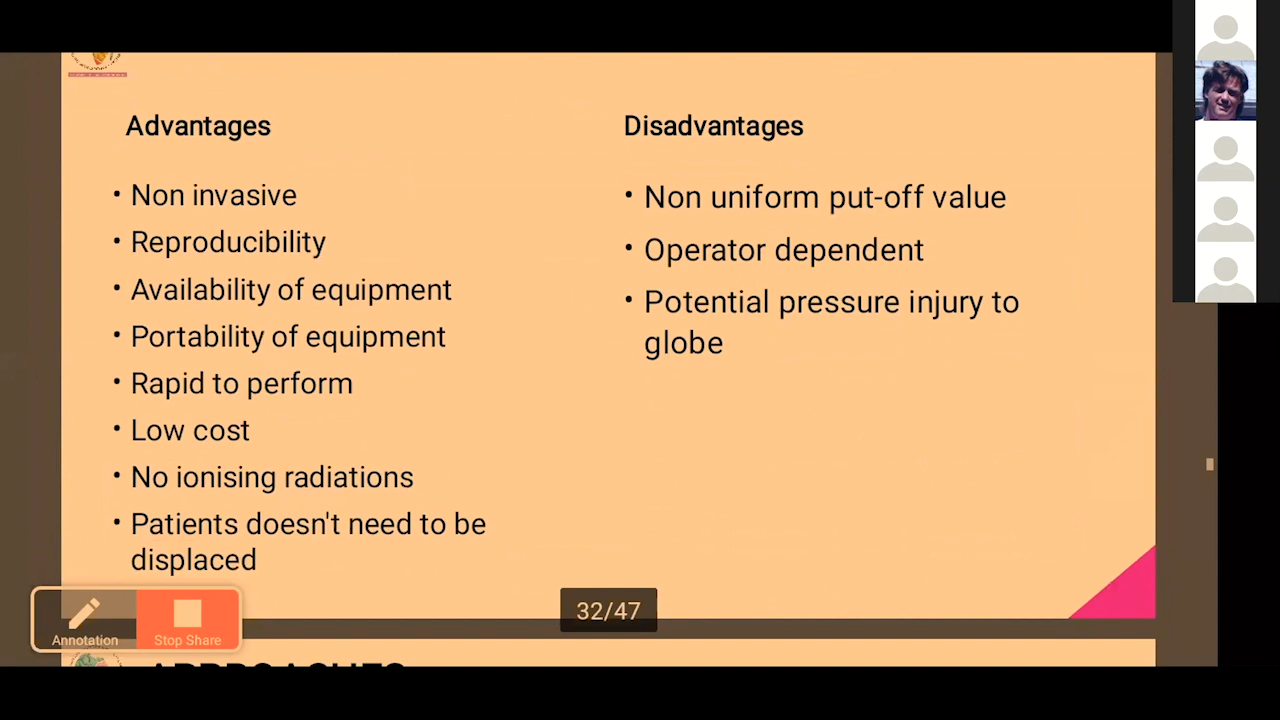 Advantages
Non invasive
Reproducibility
Availability of equipment
Portability of equipment
Rapid to perform
Low cost
No ionising radiations
Patients doesn't need to be
displaced
Disadvantages
Non uniform put-off value
Operator dependent
Potential pressure injury to
globe
Annotation
Stop Share
32/47